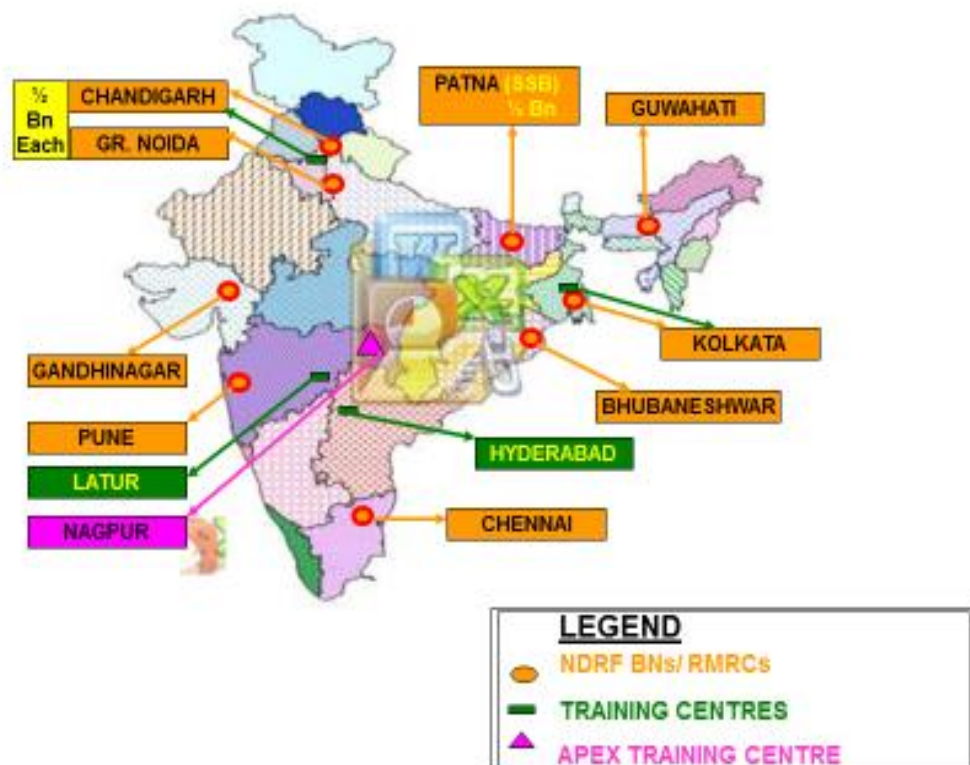 ½
Bn
Each
CHANDIGARH
GR. NOIDA
PATNA (SSB)
½ Bn
GUWAHATI
GANDHINAGAR
KOLKATA
BHUBANESHWAR
PUNE
HYDERABAD
LATUR
NAGPUR
CHENNAI
LEGEND
NDRF BNs/ RMRCs
TRAINING CENTRES
APEX TRAINING CENTRE